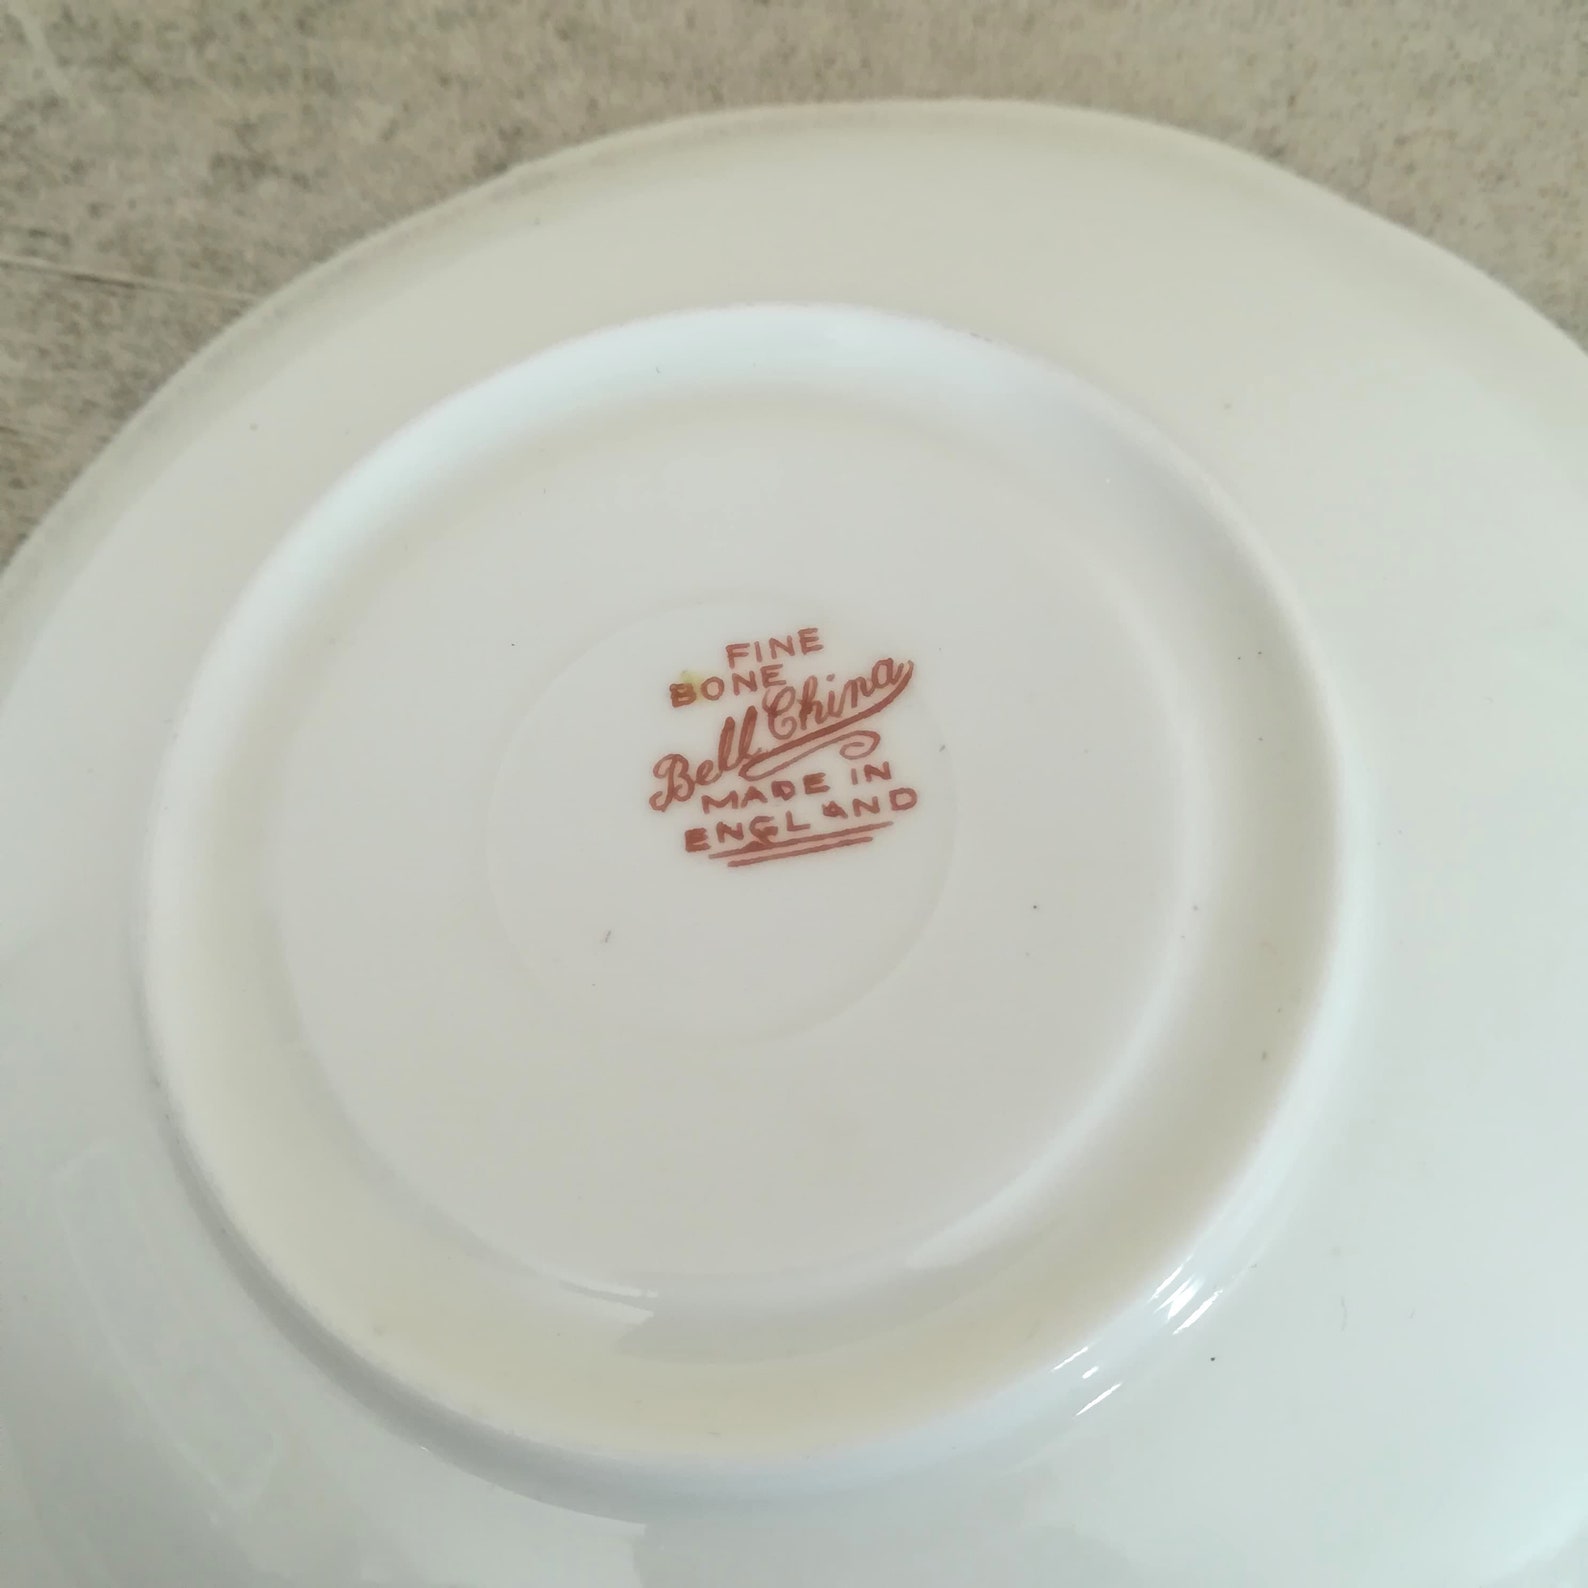 FINE
BONE
Bell China
MADE IN
ENGLAND